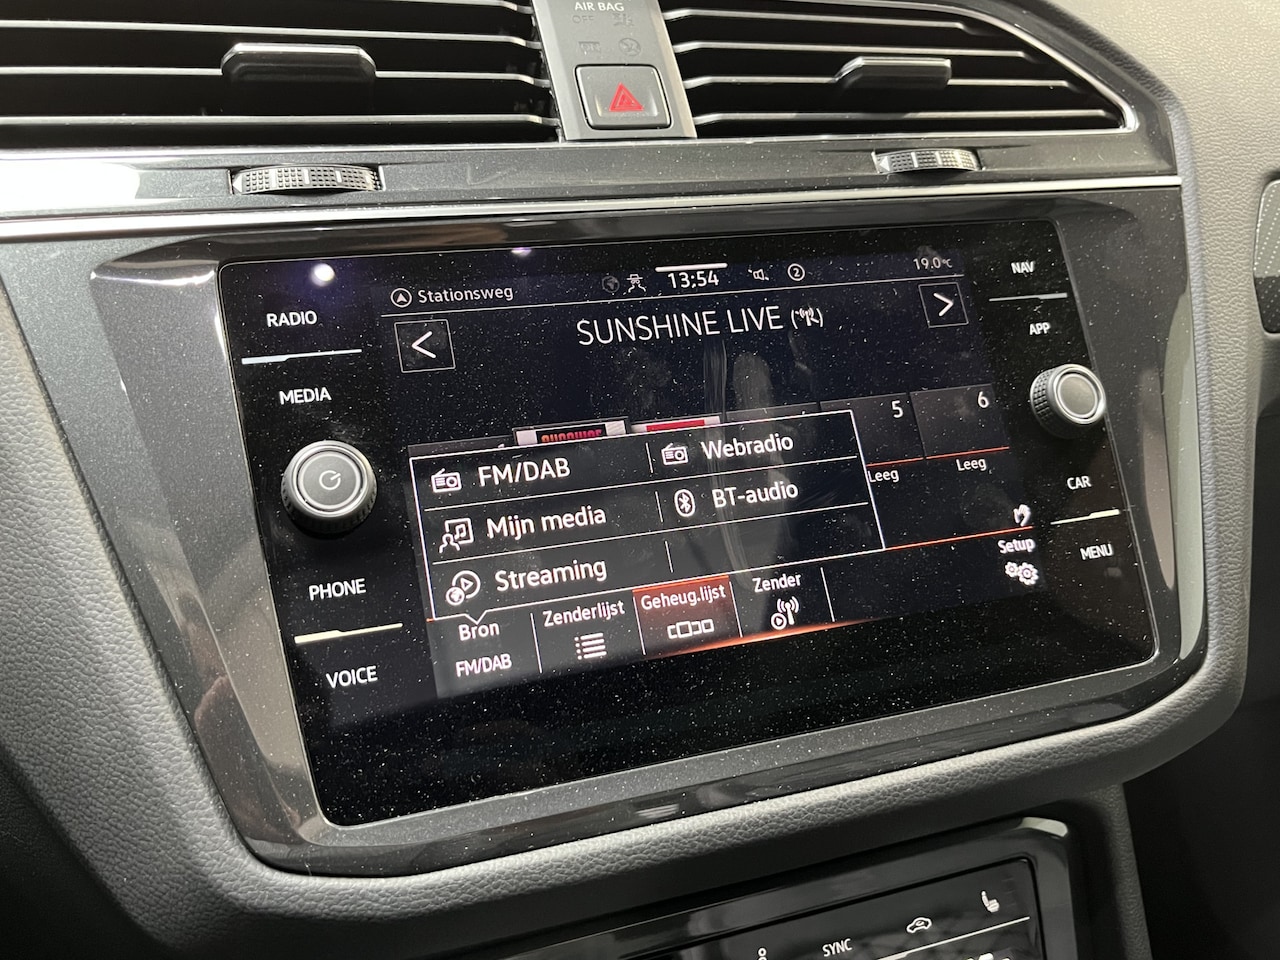 AIR BAG
OFF
RADIO
MEDIA
PHONE
VOICE
Stationsweg
13:54
2
19.0°C
SUNSHINE LIVE
5
6
Leeg
Leeg
FM/DAB
Webradio
Mijn media
BT-audio
Streaming
Bron
FM/DAB
Zenderlijst
Geheug.lijst
Zender
Setup
NAV
APP
CAR
MENU
SYNC